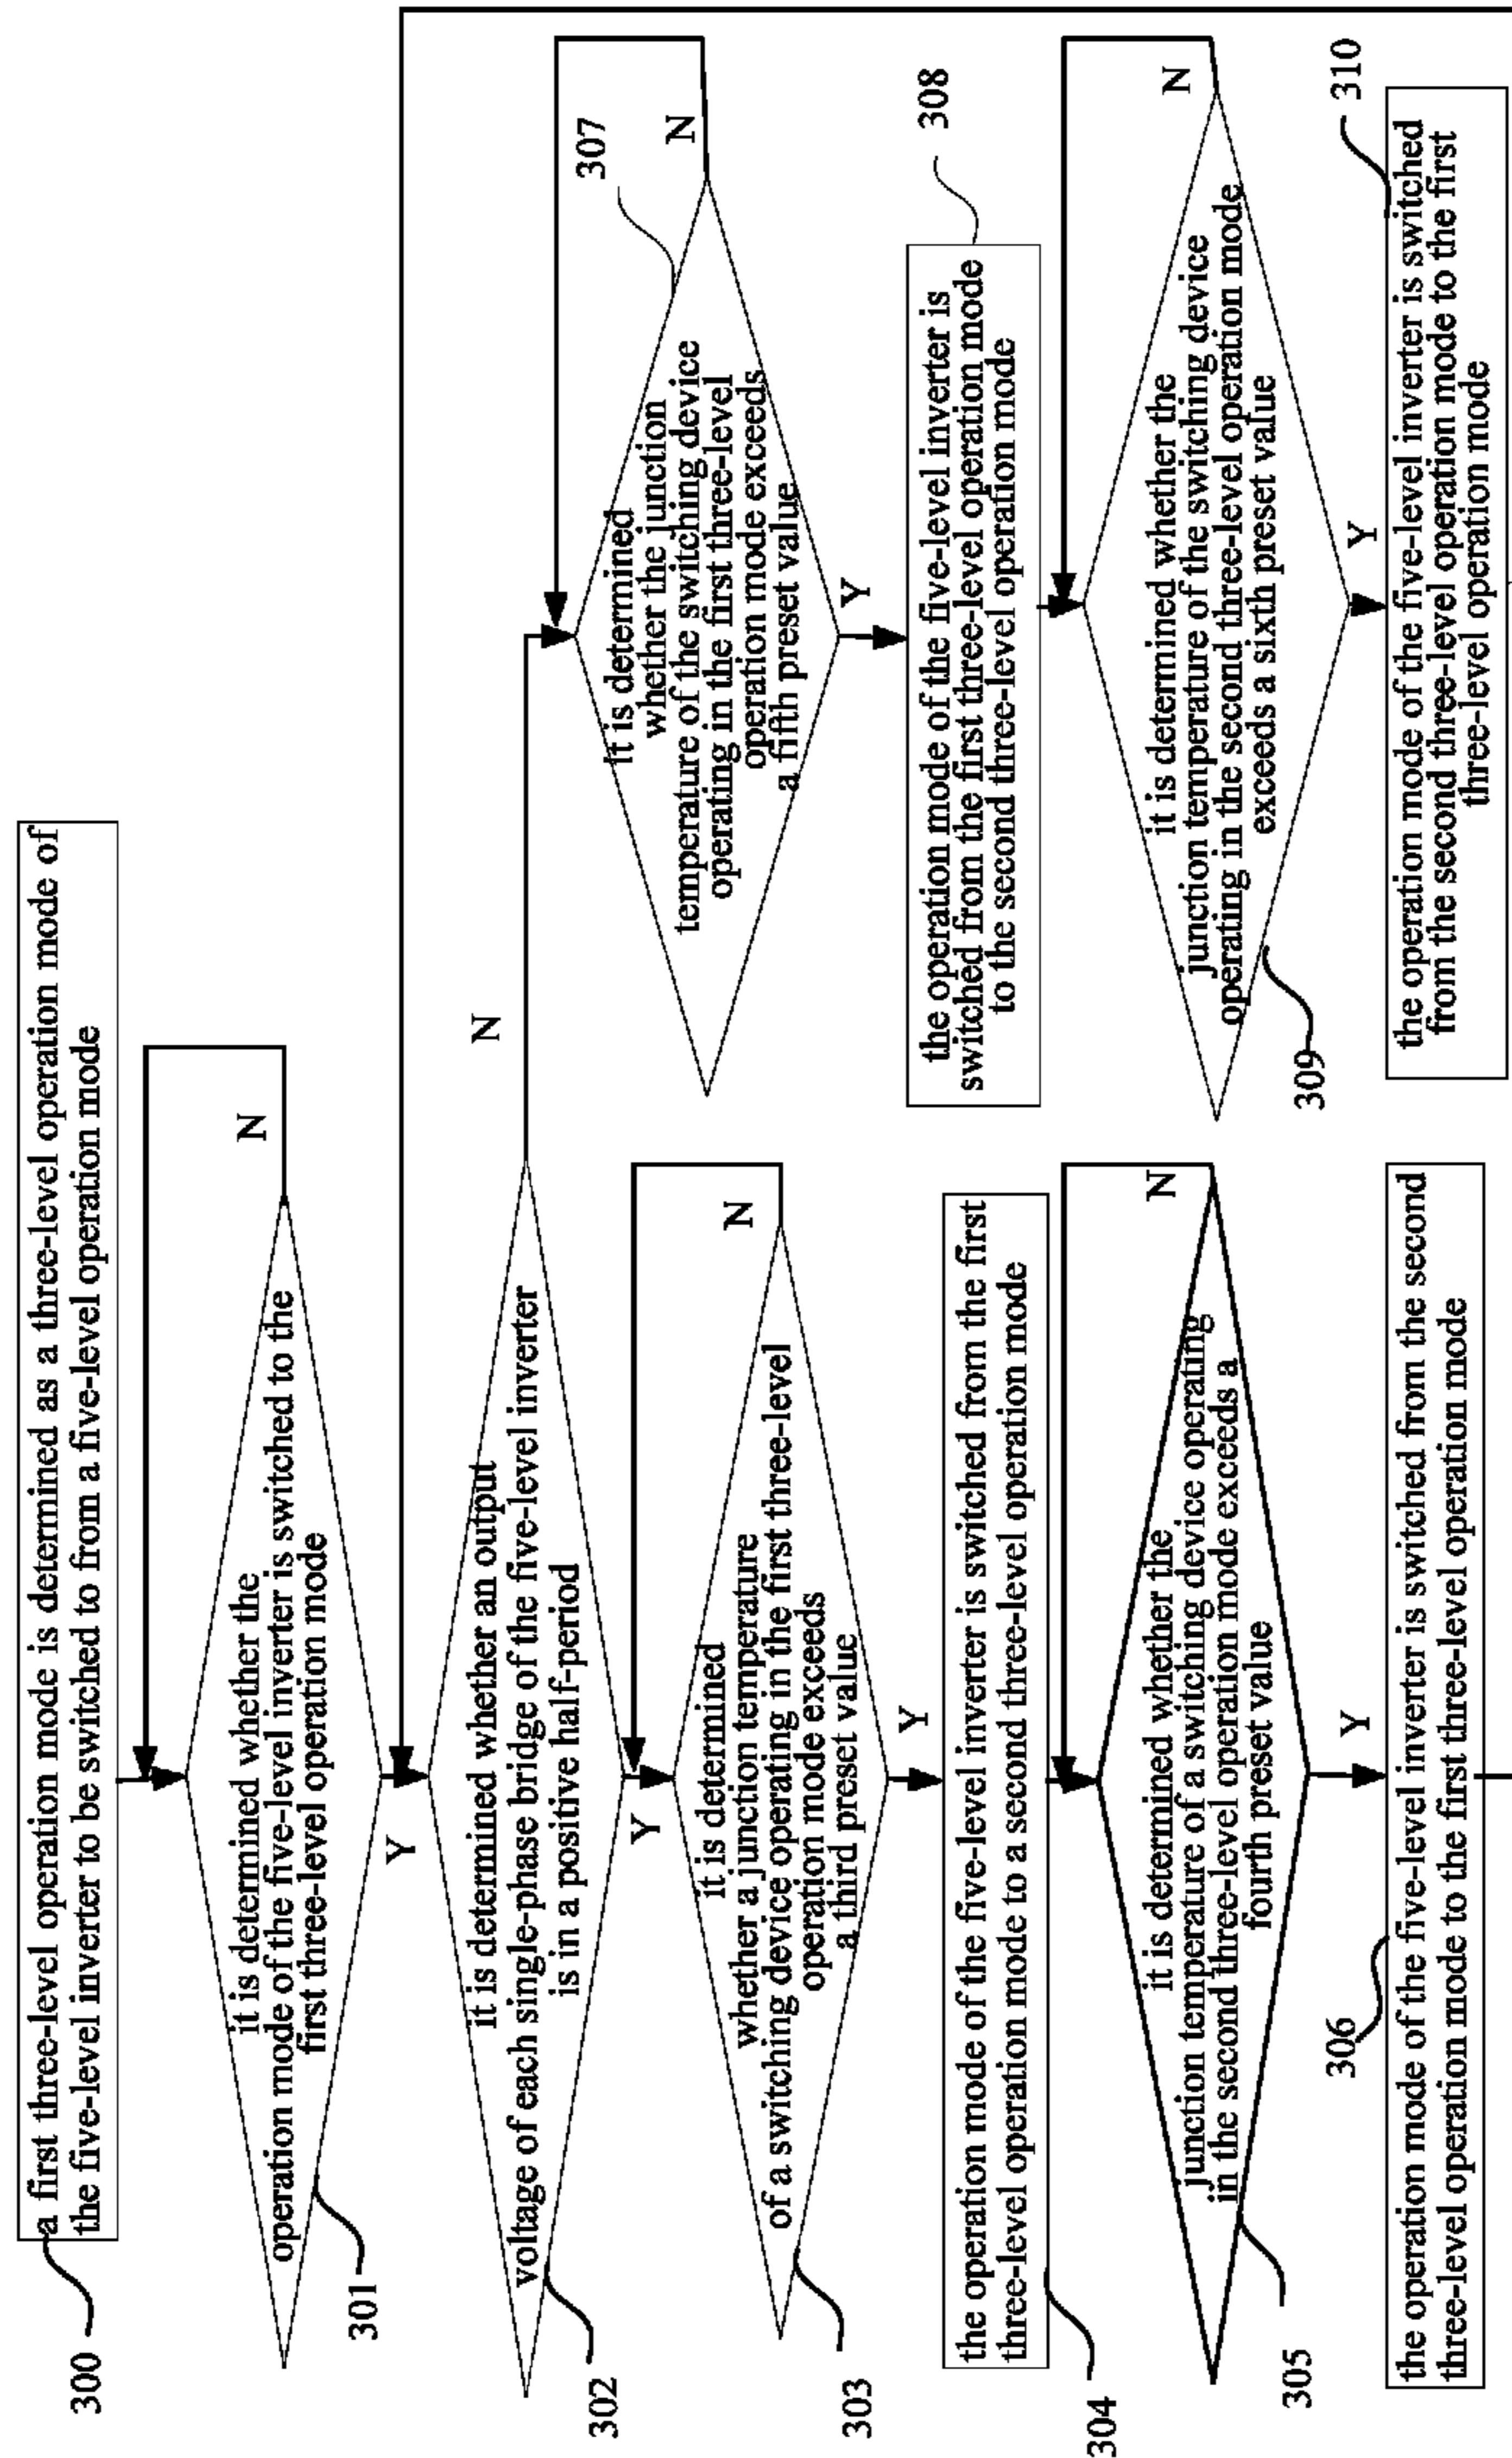 300
a first three-level operation mode is determined as a three-level operation mode of
the five-level inverter to be switched to from a five-level operation mode
301
it is determined whether the
operation mode of the five-level inverter is switched to the
first three-level operation mode
N
Y
302
it is determined whether an output
voltage of each single-phase bridge of the five-level inverter
is in a positive half-period
N
Y
303
it is determined
whether a junction temperature
of a switching device operating in the first three-level
operation mode exceeds
a third preset value
N
Y
304
the operation mode of the five-level inverter is switched from the first
three-level operation mode to a second three-level operation mode
305
it is determined whether the
junction temperature of a switching device operating
in the second three-level operation mode exceeds a
fourth preset value
N
Y
306
the operation mode of the five-level inverter is switched from the second
three-level operation mode to the first three-level operation mode
307
it is determined
whether the junction
temperature of the switching device
operating in the first three-level
operation mode exceeds
a fifth preset value
N
Y
308
the operation mode of the five-level inverter is
switched from the first three-level operation mode
to the second three-level operation mode
309
it is determined whether the
junction temperature of the switching device
operating in the second three-level operation mode
exceeds a sixth preset value
N
Y
310
the operation mode of the five-level inverter is switched
from the second three-level operation mode to the first
three-level operation mode